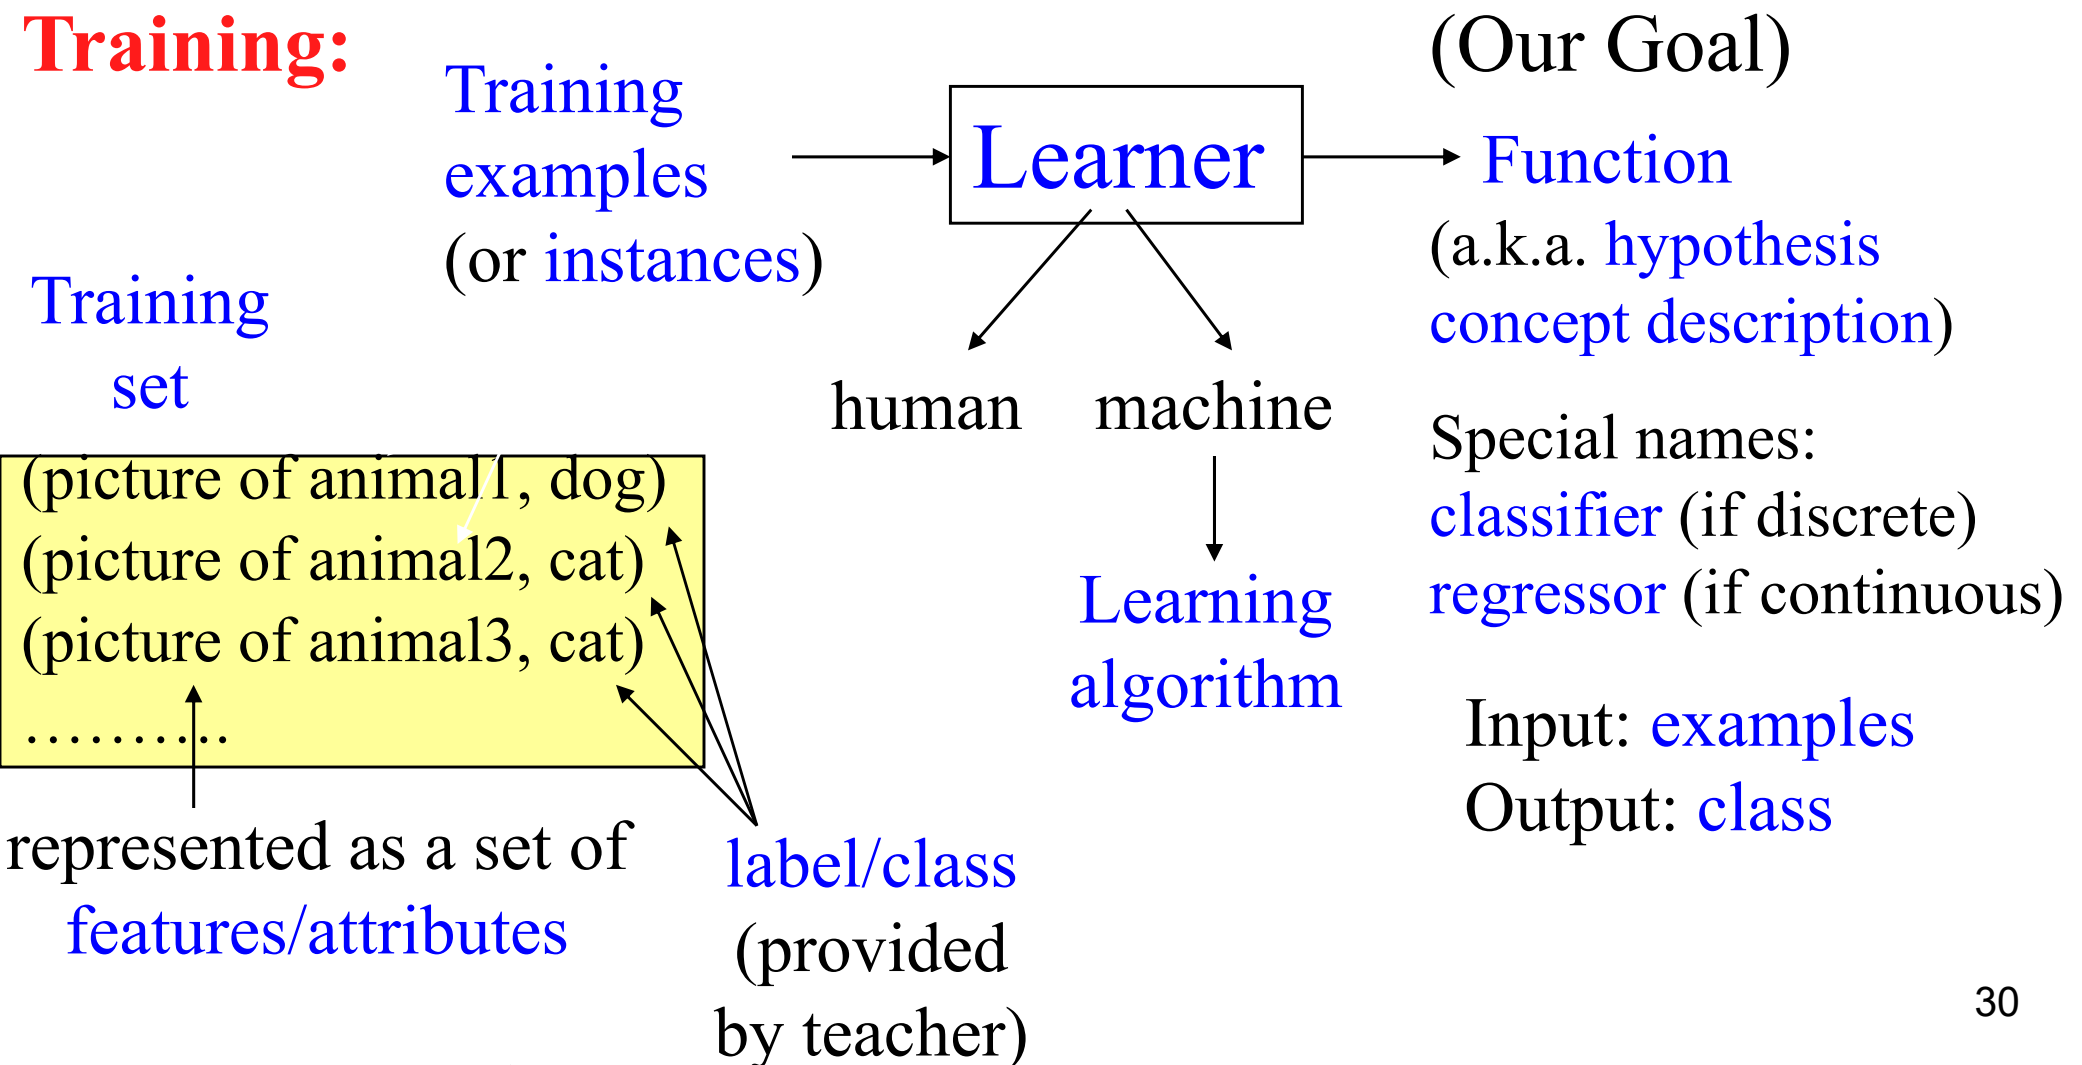 Training:
Training
examples
(or instances)
Training
set
(picture of animal1, dog)
(picture of animal2, cat)
(picture of animal3, cat)
……….
represented as a set of
features/attributes
label/class
(provided
by teacher)
Learner
human machine
Learning
algorithm
(Our Goal)
Function
(a.k.a. hypothesis
concept description)
Special names:
classifier (if discrete)
regressor (if continuous)
Input: examples
Output: class
30